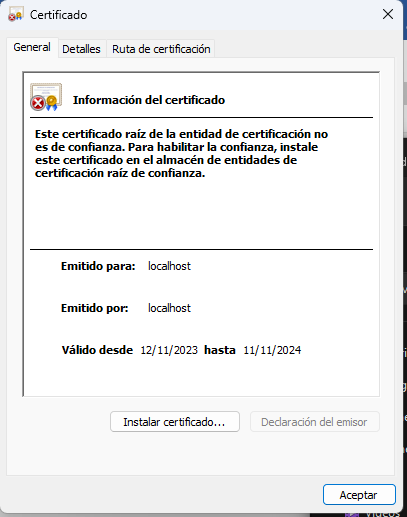 Certificado
General Detalles Ruta de certificación
Información del certificado
Este certificado raíz de la entidad de certificación no
es de confianza. Para habilitar la confianza, instale
este certificado en el almacén de entidades de
certificación raíz de confianza.
Emitido para: localhost
Emitido por: localhost
Válido desde 12/11/2023 hasta 11/11/2024
Instalar certificado... Declaración del emisor
Aceptar
Videos